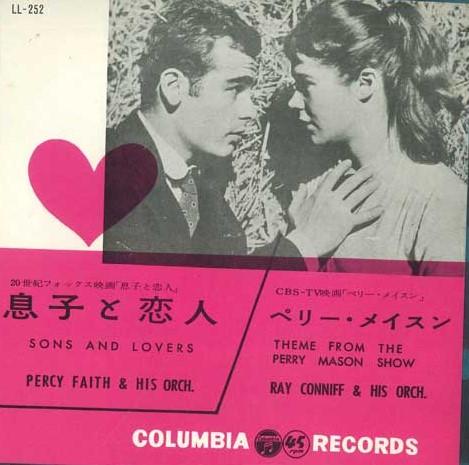 LL-252
20世紀フォックス映画「息子と恋人」
息子と恋人
SONS AND LOVERS
PERCY FAITH & HIS ORCH.
CBS-TV映画「ペリー・メイスン」
ペリー・メイスン
THEME FROM THE
PERRY MASON SHOW
RAY CONNIFF & HIS ORCH.
COLUMBIA 45 rpm RECORDS